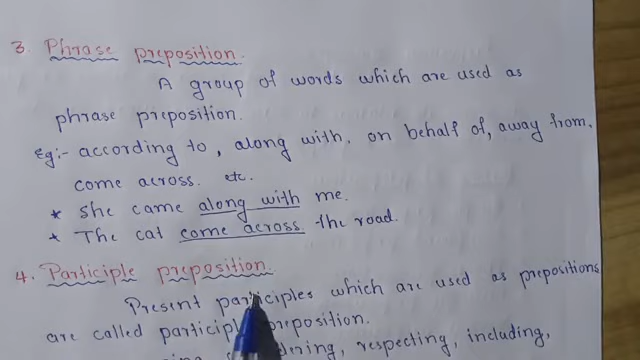 3. Phrase preposition.
A group of words which are used as
phrase preposition.
Eg:- according to, along with, on behalf of, away from,
come across. etc.
* She came along with me.
* The cat come across the road.
4. Participle preposition.
Present participles which are used as prepositions
are called participle preposition.
respecting, including,